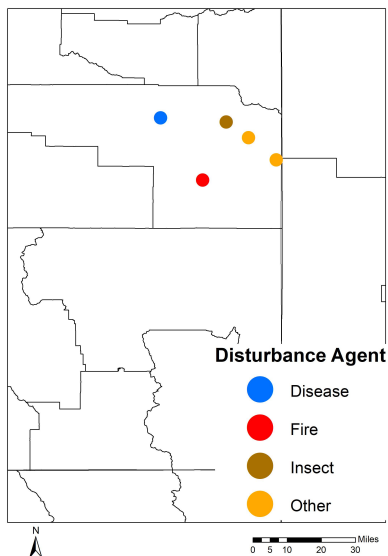 Disturbance Agent
Disease
Fire
Insect
Other
N
Miles
0 5 10 20 30